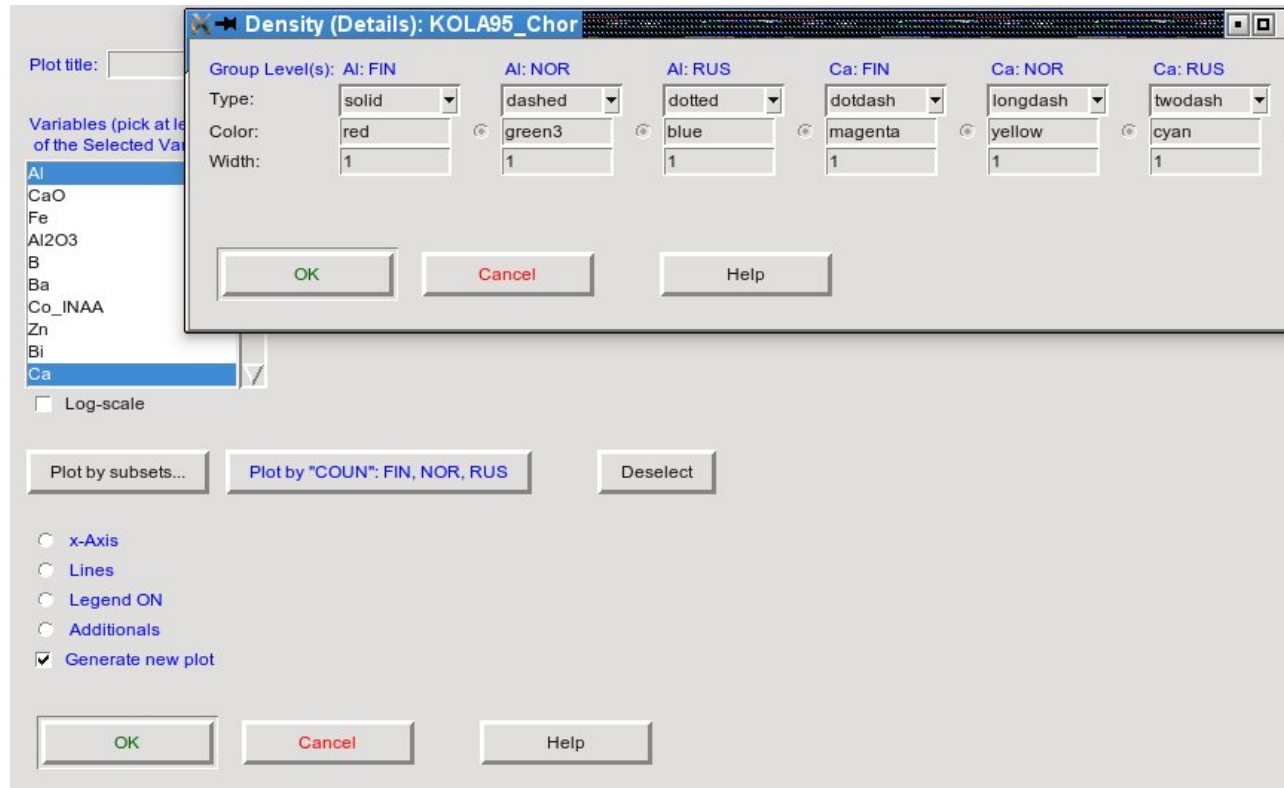 Density (Details): KOLA95_Chor
Plot title:
Group Level(s): Al: FIN Al: NOR Al: RUS Ca: FIN Ca: NOR Ca: RUS
Type: solid dashed dotted dotdash longdash twodash
Color: red green3 blue magenta yellow cyan
Width: 1 1 1 1 1 1
OK Cancel Help
Variables (pick at le
of the Selected Va
Al
CaO
Fe
Al2O3
B
Ba
Co_INAA
Zn
Bi
Ca
Log-scale
Plot by subsets... Plot by "COUN": FIN, NOR, RUS Deselect
x-Axis
Lines
Legend ON
Additionals
Generate new plot
OK Cancel Help